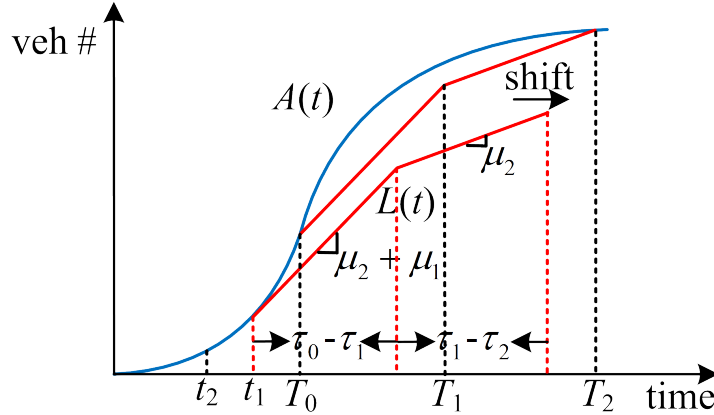 veh #
A(t)
shift
μ₂
L(t)
μ₂ + μ₁
τ₀ - τ₁ τ₁ - τ₂
t₂ t₁ T₀ T₁ T₂ time